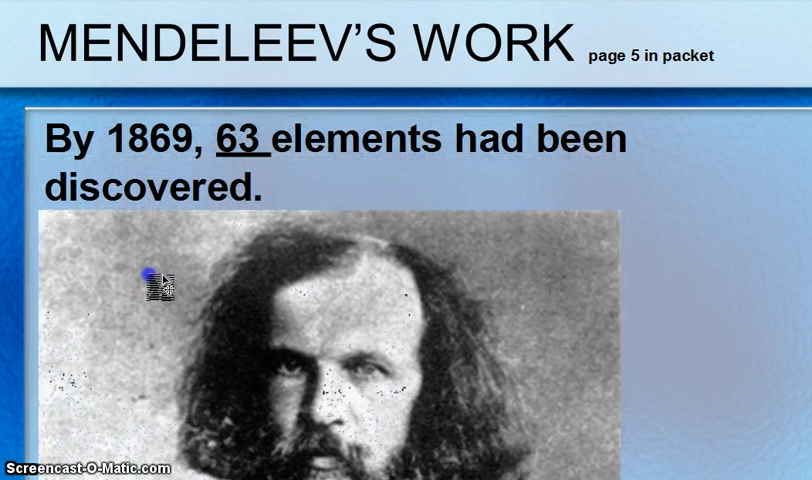 MENDELEEV'S WORK page 5 in packet
By 1869, 63 elements had been
discovered.
Screencast-O-Matic.com